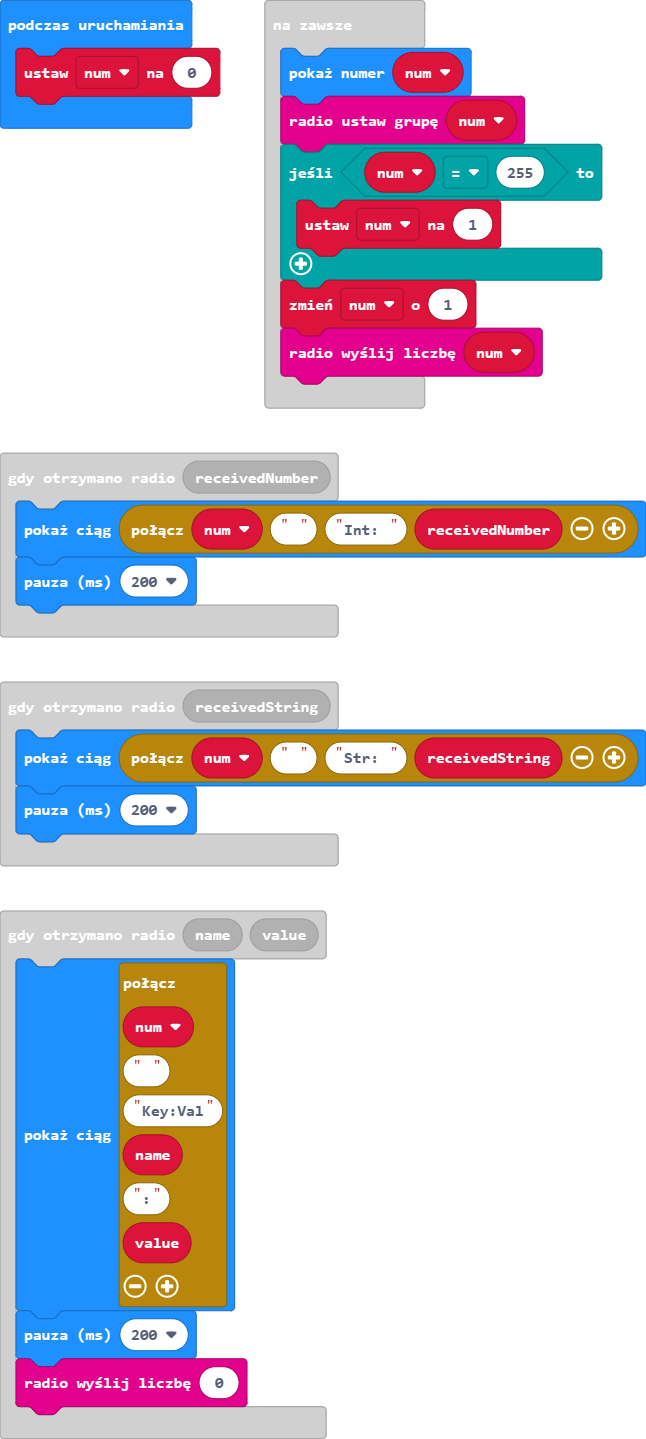 podczas uruchamiania
ustaw num na 0
na zawsze
pokaż numer num
radio ustaw grupę num
jeśli num = 255 to
ustaw num na 1
zmień num o 1
radio wyślij liczbę num
gdy otrzymano radio receivedNumber
pokaż ciąg połącz num " " "Int: " receivedNumber
pauza (ms) 200
gdy otrzymano radio receivedString
pokaż ciąg połącz num " " "Str: " receivedString
pauza (ms) 200
gdy otrzymano radio name value
połącz
num
" "
"Key:Val"
pokaż ciąg
name
":"
value
pauza (ms) 200
radio wyślij liczbę 0